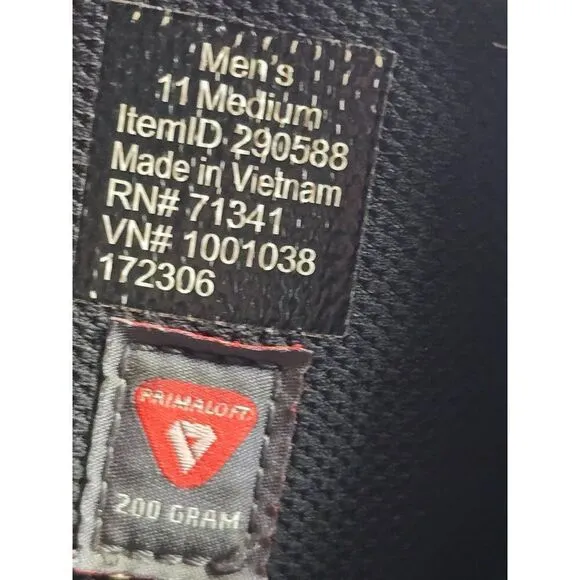 Men's
11 Medium
ItemID 290588
Made in Vietnam
RN# 71341
VN# 1001038
172306
PRIMALOFT
200 GRAM